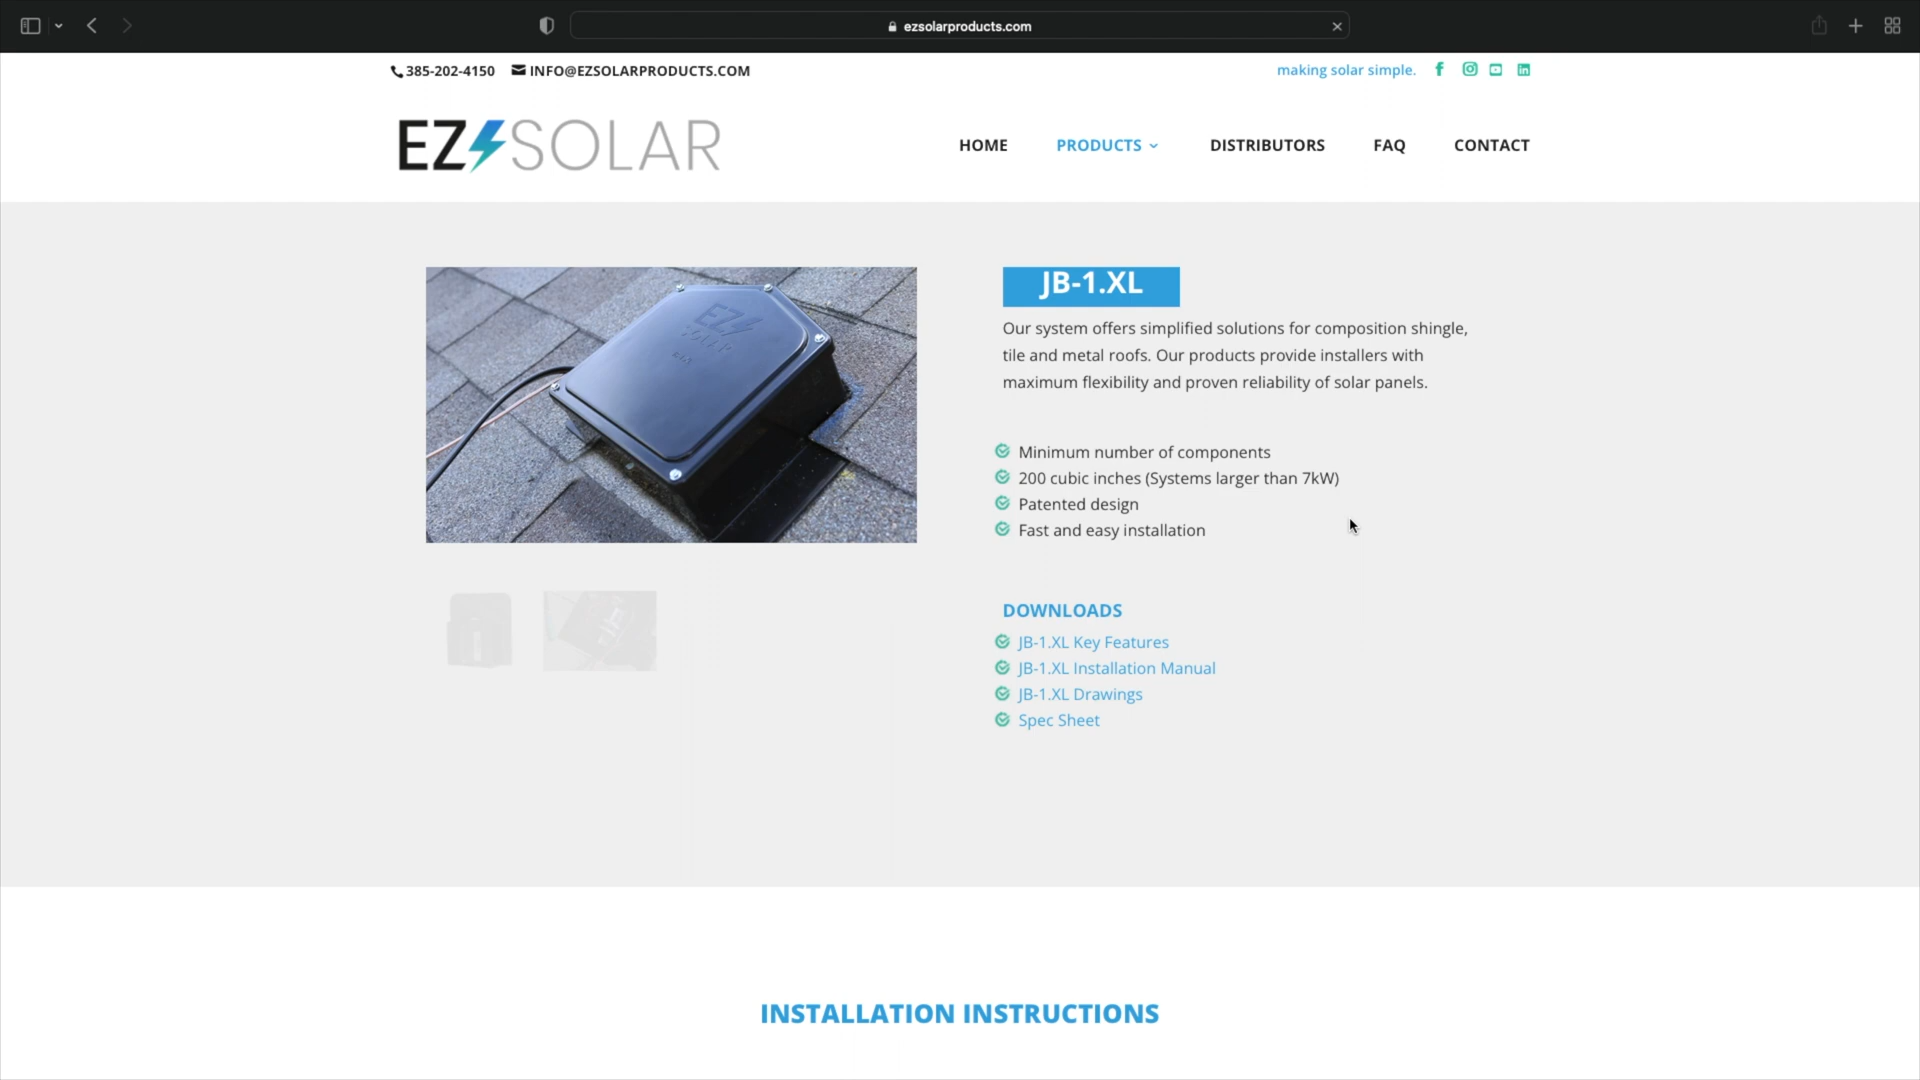 ezsolarproducts.com
385-202-4150 INFO@EZSOLARPRODUCTS.COM
making solar simple.
EZ SOLAR
HOME PRODUCTS DISTRIBUTORS FAQ CONTACT
EZ
SOLAR
JB-1.XL
Our system offers simplified solutions for composition shingle,
tile and metal roofs. Our products provide installers with
maximum flexibility and proven reliability of solar panels.
Minimum number of components
200 cubic inches (Systems larger than 7kW)
Patented design
Fast and easy installation
DOWNLOADS
JB-1.XL Key Features
JB-1.XL Installation Manual
JB-1.XL Drawings
Spec Sheet
INSTALLATION INSTRUCTIONS